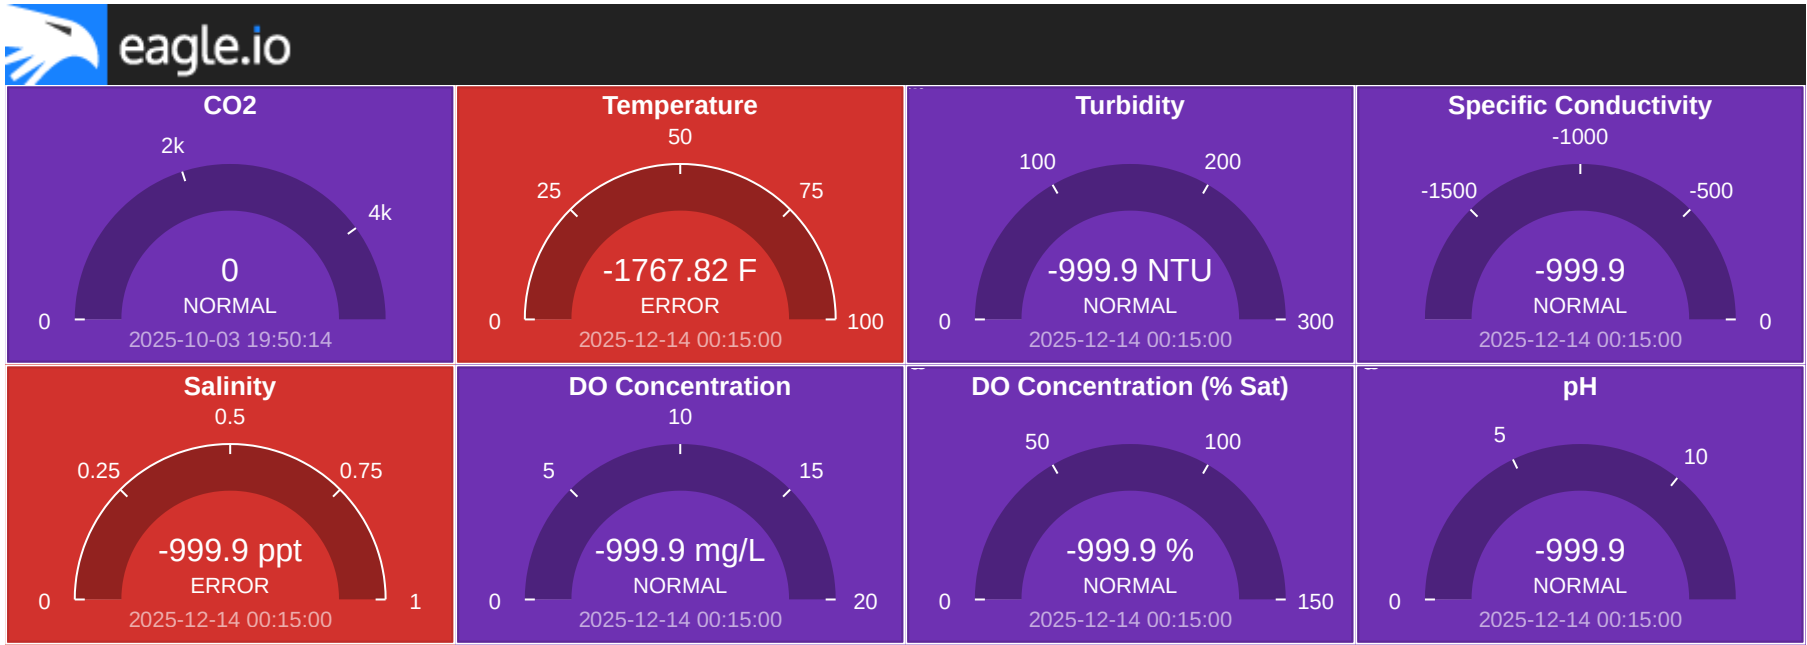 eagle.io
CO2
2k
4k
0
0
NORMAL
2025-10-03 19:50:14
Temperature
50
25
75
-1767.82 F
ERROR
0
100
2025-12-14 00:15:00
Turbidity
100
200
-999.9 NTU
NORMAL
0
300
2025-12-14 00:15:00
Specific Conductivity
-1000
-1500
-500
-999.9
NORMAL
0
2025-12-14 00:15:00
Salinity
0.5
0.25
0.75
-999.9 ppt
ERROR
0
1
2025-12-14 00:15:00
DO Concentration
10
5
15
-999.9 mg/L
NORMAL
0
20
2025-12-14 00:15:00
DO Concentration (% Sat)
50
100
-999.9 %
NORMAL
0
150
2025-12-14 00:15:00
pH
5
10
-999.9
NORMAL
0
2025-12-14 00:15:00